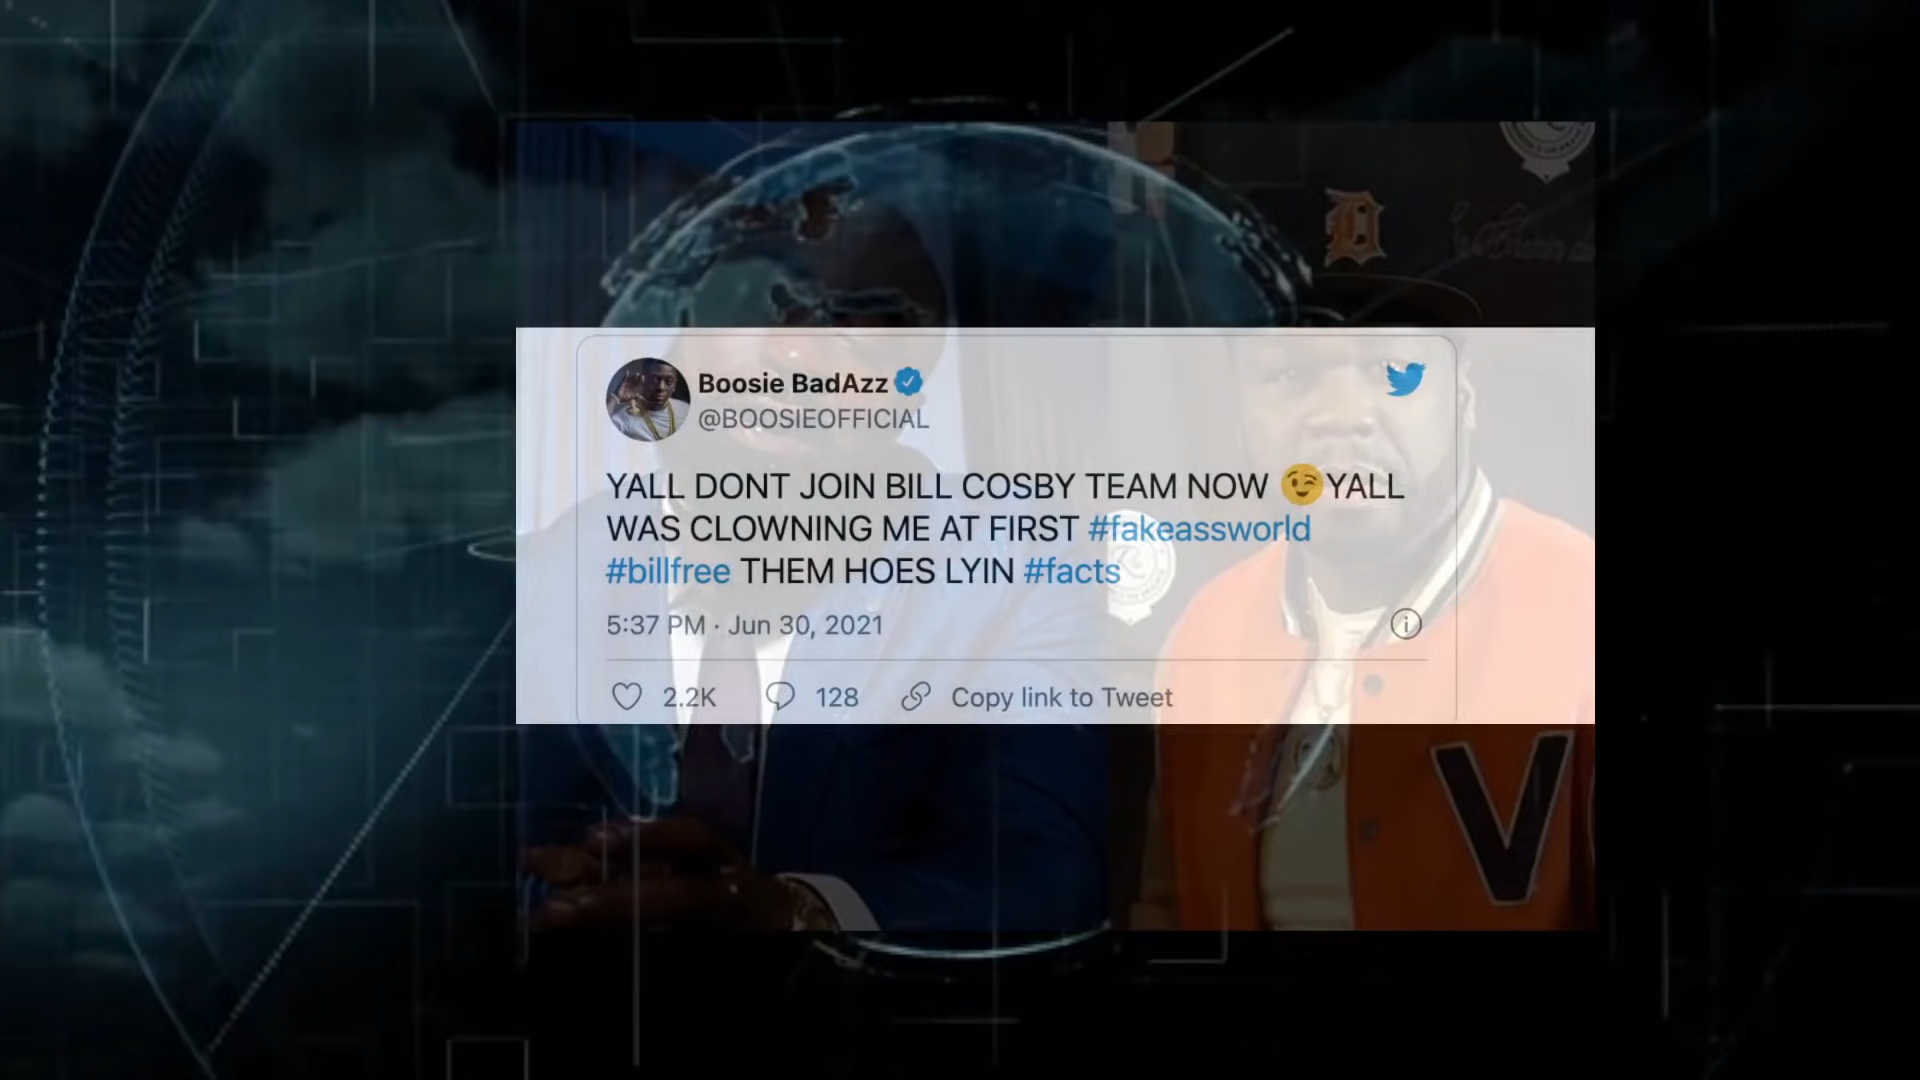 D
Boosie BadAzz
@BOOSIEOFFICIAL
YALL DONT JOIN BILL COSBY TEAM NOW 😉YALL
WAS CLOWNING ME AT FIRST #fakeassworld
#billfree THEM HOES LYIN #facts
5:37 PM · Jun 30, 2021
2.2K 128 Copy link to Tweet
V